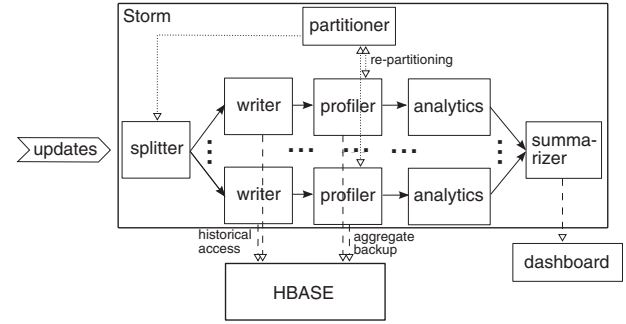 Storm
partitioner
re-partitioning
writer
profiler
analytics
updates
splitter
summa-
rizer
writer
profiler
analytics
historical
access
aggregate
backup
HBASE
dashboard